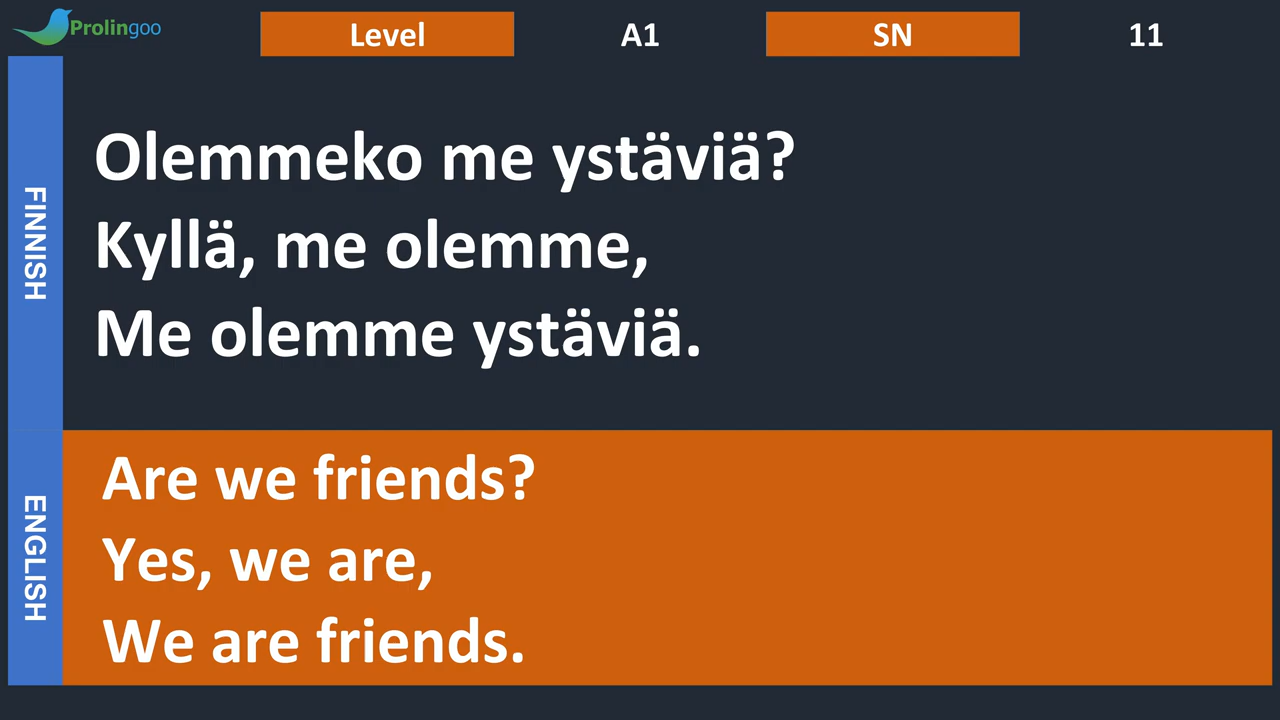 Prolingoo
Level A1 SN 11
FINNISH
Olemmeko me ystäviä?
Kyllä, me olemme,
Me olemme ystäviä.
ENGLISH
Are we friends?
Yes, we are,
We are friends.